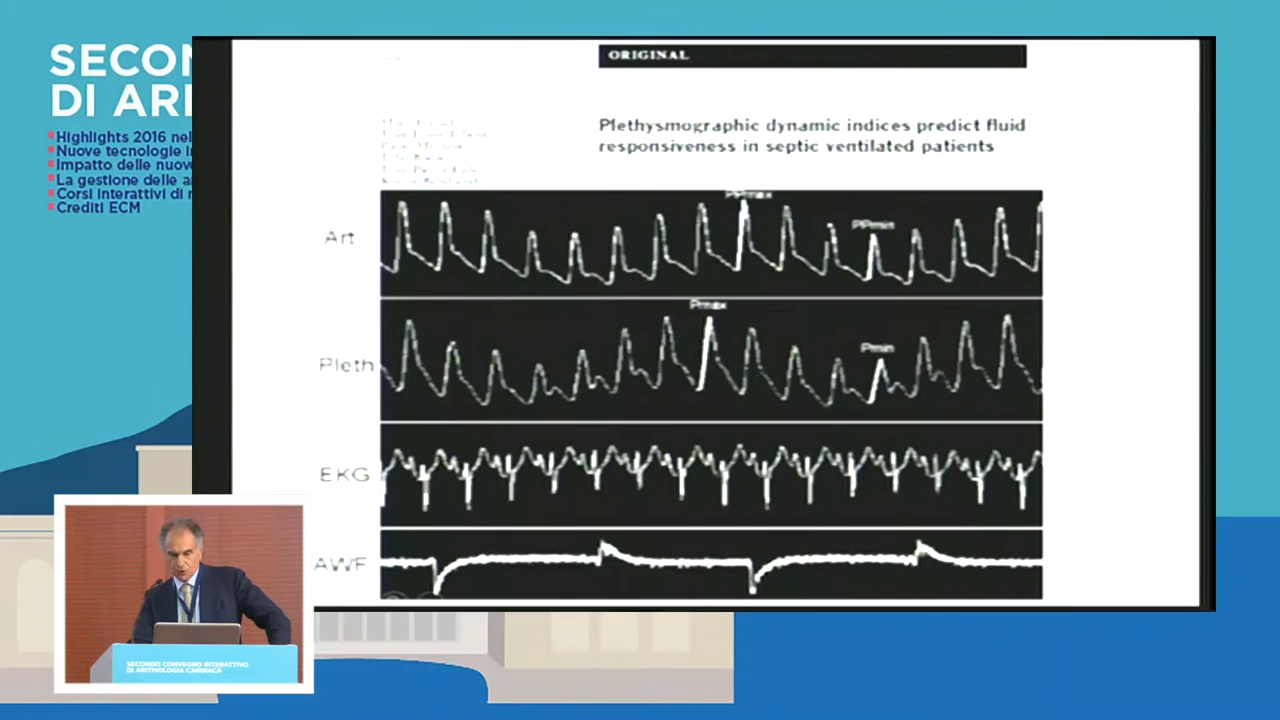 SECON
DI ARI
Highlights 2016 nel
Nuove tecnologie i
Impatto delle nuov
La gestione delle a
Corsi interattivi di
Crediti ECM
ORIGINAL
Plethysmographic dynamic indices predict fluid
responsiveness in septic ventilated patients
Art
PPmax
PPmin
Pleth
Pmax
Pmin
EKG
AWF
SECONDO CONVEGNO INTERATTIVO
DI ARITMOLOGIA CARDIACA